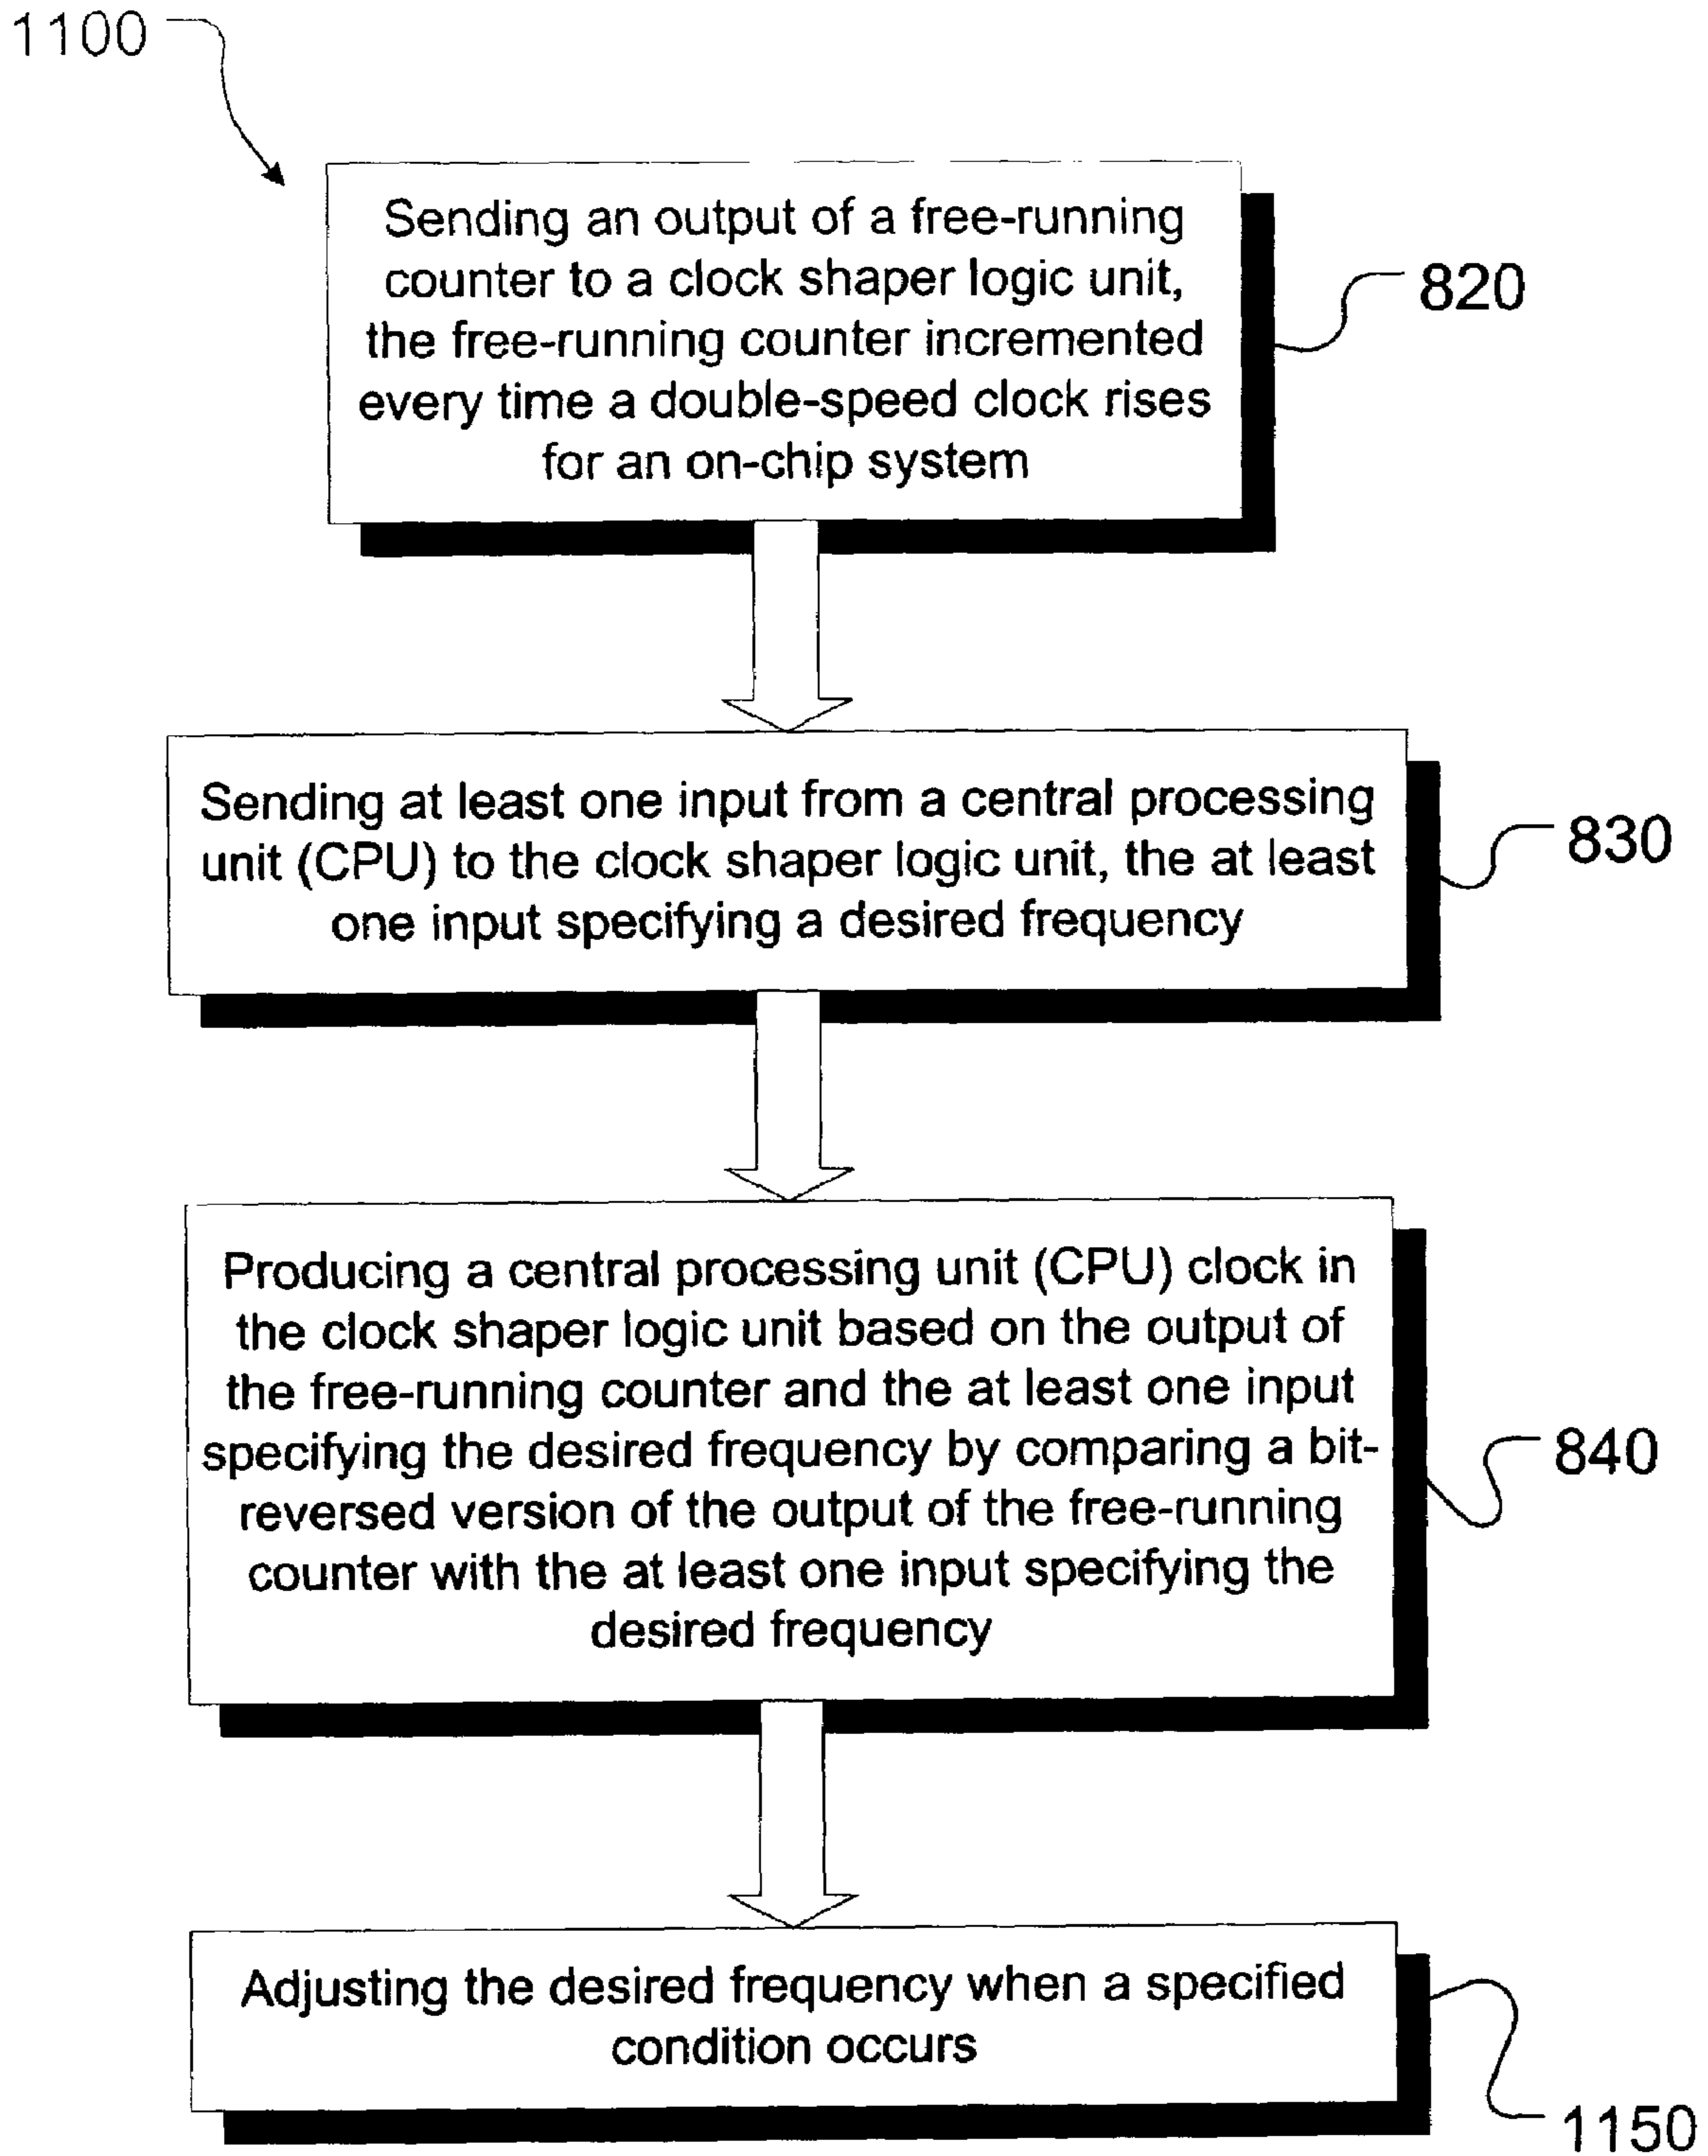 1100
Sending an output of a free-running
counter to a clock shaper logic unit,
the free-running counter incremented
every time a double-speed clock rises
for an on-chip system
820
Sending at least one input from a central processing
unit (CPU) to the clock shaper logic unit, the at least
one input specifying a desired frequency
830
Producing a central processing unit (CPU) clock in
the clock shaper logic unit based on the output of
the free-running counter and the at least one input
specifying the desired frequency by comparing a bit-
reversed version of the output of the free-running
counter with the at least one input specifying the
desired frequency
840
Adjusting the desired frequency when a specified
condition occurs
1150